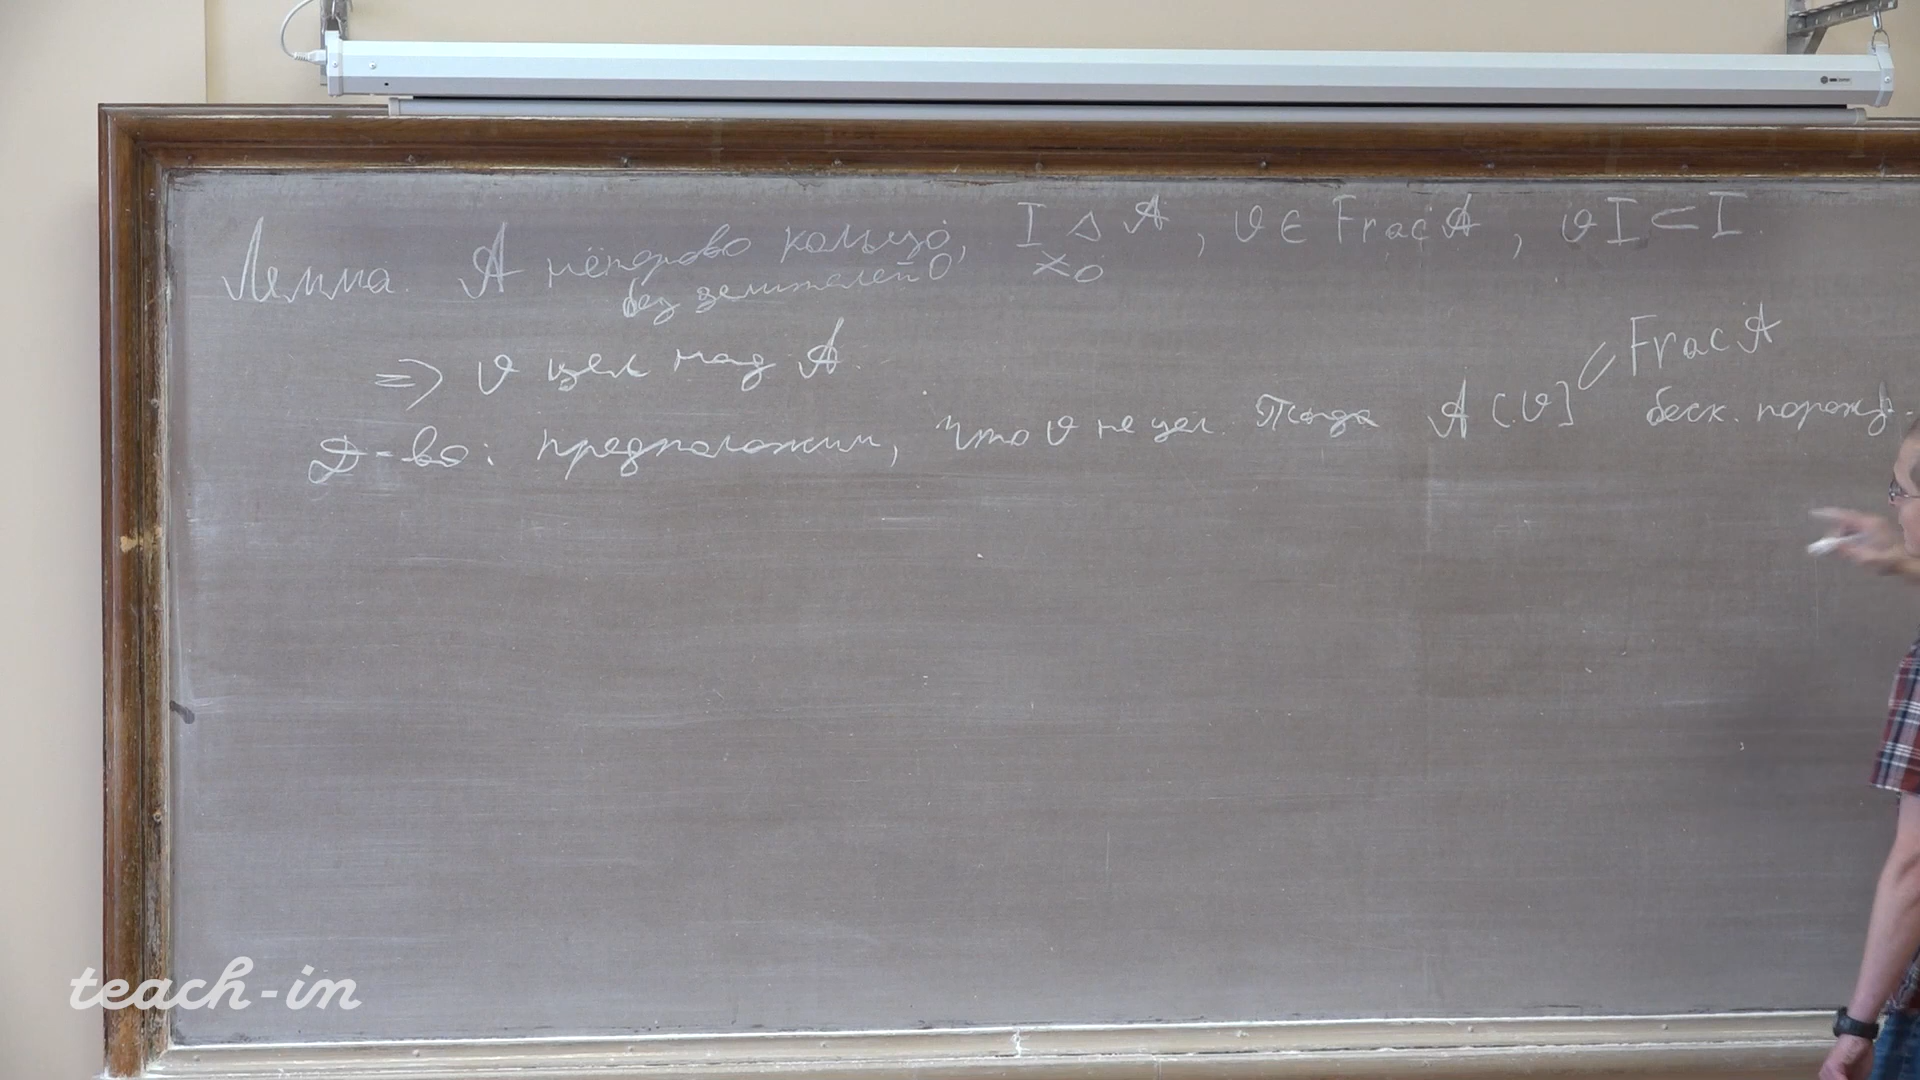 Лемма. A нётерово кольцо, I ⊲ A, v ∈ Frac A, vI ⊂ I.
без делителей 0
≠0
=> v цел над A.
⊂ Frac A
Д-во: предположим, что v не цел. Тогда A[v] беск. порожд.
teach-in